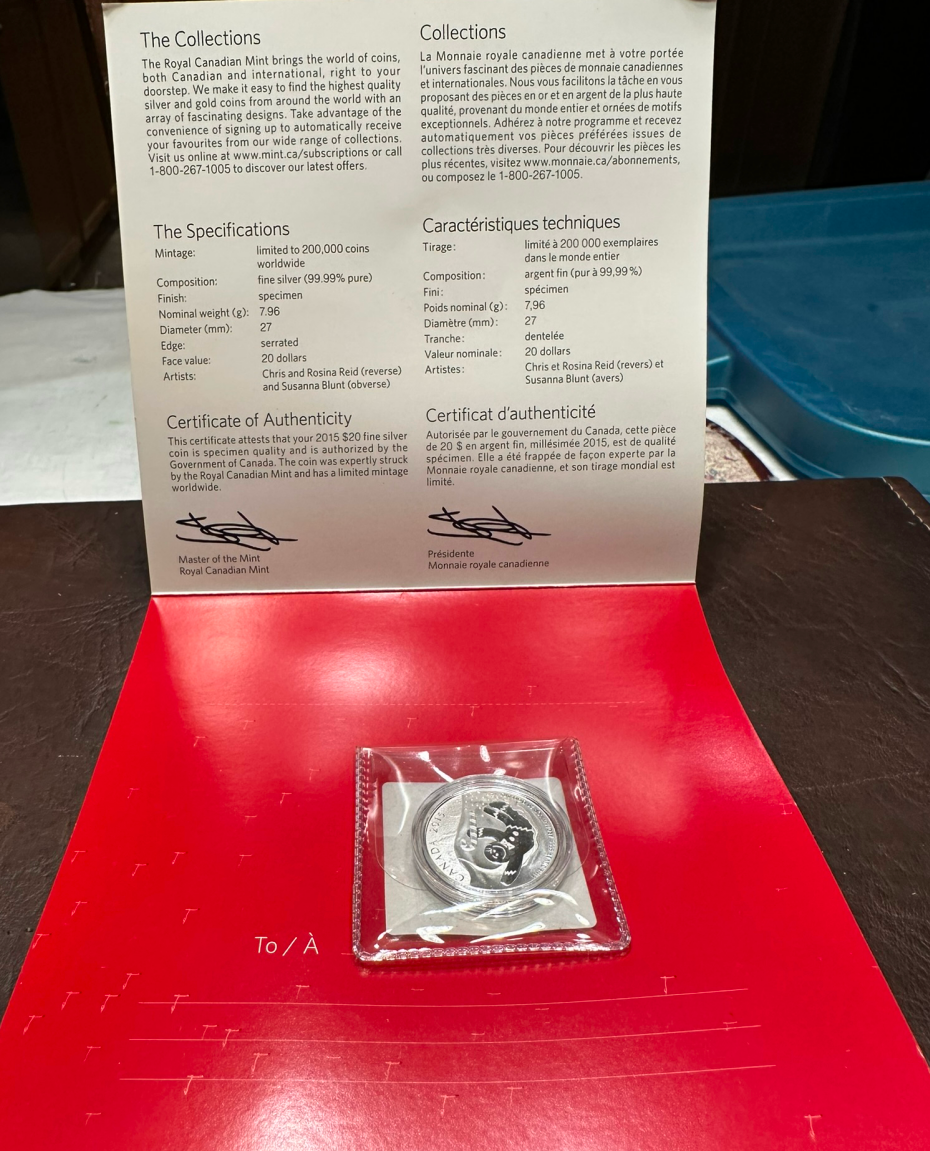 The Collections
The Royal Canadian Mint brings the world of coins,
both Canadian and international, right to your
doorstep. We make it easy to find the highest quality
silver and gold coins from around the world with an
array of fascinating designs. Take advantage of the
convenience of signing up to automatically receive
your favourites from our wide range of collections.
Visit us online at www.mint.ca/subscriptions or call
1-800-267-1005 to discover our latest offers.
The Specifications
Mintage: limited to 200,000 coins
worldwide
Composition: fine silver (99.99% pure)
Finish: specimen
Nominal weight (g): 7.96
Diameter (mm): 27
Edge: serrated
Face value: 20 dollars
Artists: Chris and Rosina Reid (reverse)
and Susanna Blunt (obverse)
Certificate of Authenticity
This certificate attests that your 2015 $20 fine silver
coin is specimen quality and is authorized by the
Government of Canada. The coin was expertly struck
by the Royal Canadian Mint and has a limited mintage
worldwide.
Master of the Mint
Royal Canadian Mint
Collections
La Monnaie royale canadienne met à votre portée
l'univers fascinant des pièces de monnaie canadiennes
et internationales. Nous vous facilitons la tâche en vous
proposant des pièces en or et en argent de la plus haute
qualité, provenant du monde entier et ornées de motifs
exceptionnels. Adhérez à notre programme et recevez
automatiquement vos pièces préférées issues de
collections très diverses. Pour découvrir les pièces les
plus récentes, visitez www.monnaie.ca/abonnements,
ou composez le 1-800-267-1005.
Caractéristiques techniques
Tirage: limité à 200 000 exemplaires
dans le monde entier
Composition: argent fin (pur à 99,99 %)
Fini: spécimen
Poids nominal (g): 7,96
Diamètre (mm): 27
Tranche: dentelée
Valeur nominale: 20 dollars
Artistes: Chris et Rosina Reid (revers) et
Susanna Blunt (avers)
Certificat d'authenticité
Autorisée par le gouvernement du Canada, cette pièce
de 20 $ en argent fin, millésimée 2015, est de qualité
spécimen. Elle a été frappée de façon experte par la
Monnaie royale canadienne, et son tirage mondial est
limité.
Présidente
Monnaie royale canadienne
CANADA 2015
To / À